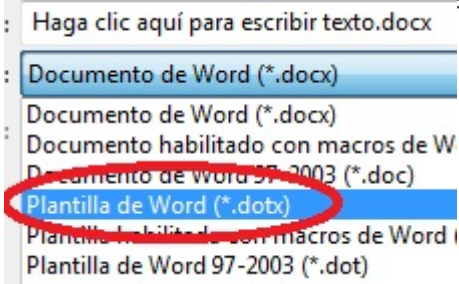 Haga clic aquí para escribir texto.docx
Documento de Word (*.docx)
Documento de Word (*.docx)
Documento habilitado con macros de
Documento de Word 97-2003 (*.doc)
Plantilla de Word (*.dotx)
Plantilla habilitada con macros de Word (
Plantilla de Word 97-2003 (*.dot)